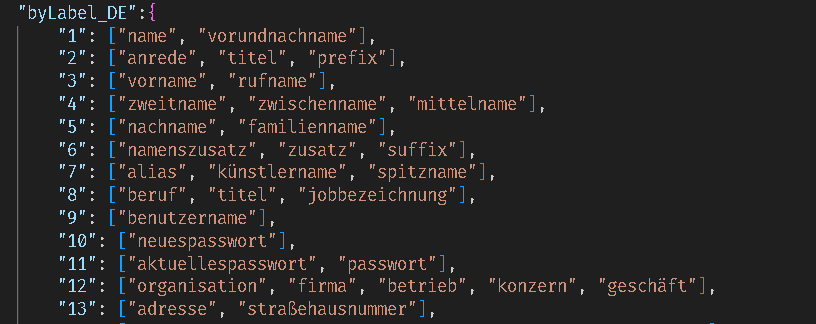 "byLabel_DE":{
"1": ["name", "vorundnachname"],
"2": ["anrede", "titel", "prefix"],
"3": ["vorname", "rufname"],
"4": ["zweitname", "zwischenname", "mittelname"],
"5": ["nachname", "familienname"],
"6": ["namenszusatz", "zusatz", "suffix"],
"7": ["alias", "künstlername", "spitzname"],
"8": ["beruf", "titel", "jobbezeichnung"],
"9": ["benutzername"],
"10": ["neuespasswort"],
"11": ["aktuellespasswort", "passwort"],
"12": ["organisation", "firma", "betrieb", "konzern", "geschäft"],
"13": ["adresse", "straßehausnummer"],